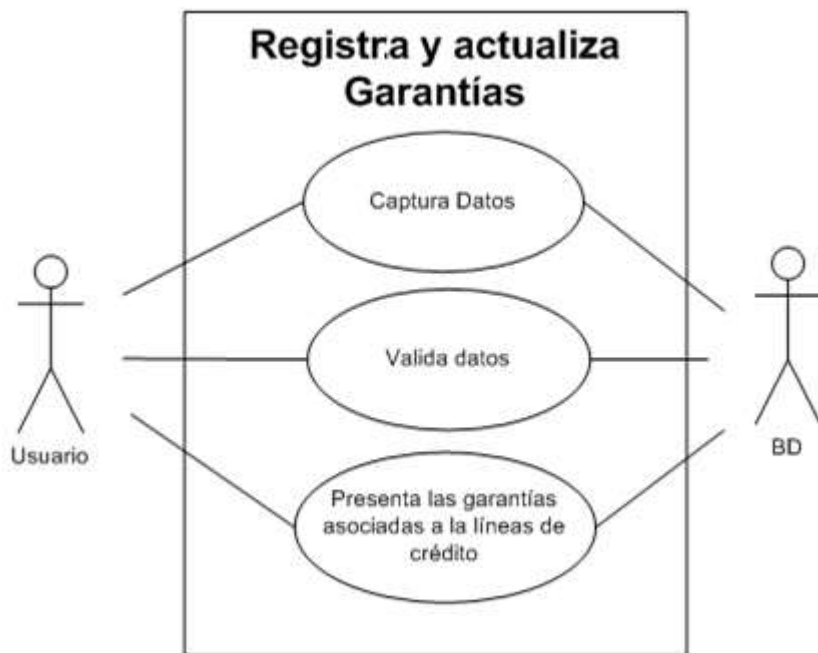 Registra y actualiza
Garantías
Captura Datos
Valida datos
Usuario
BD
Presenta las garantías
asociadas a la líneas de
crédito